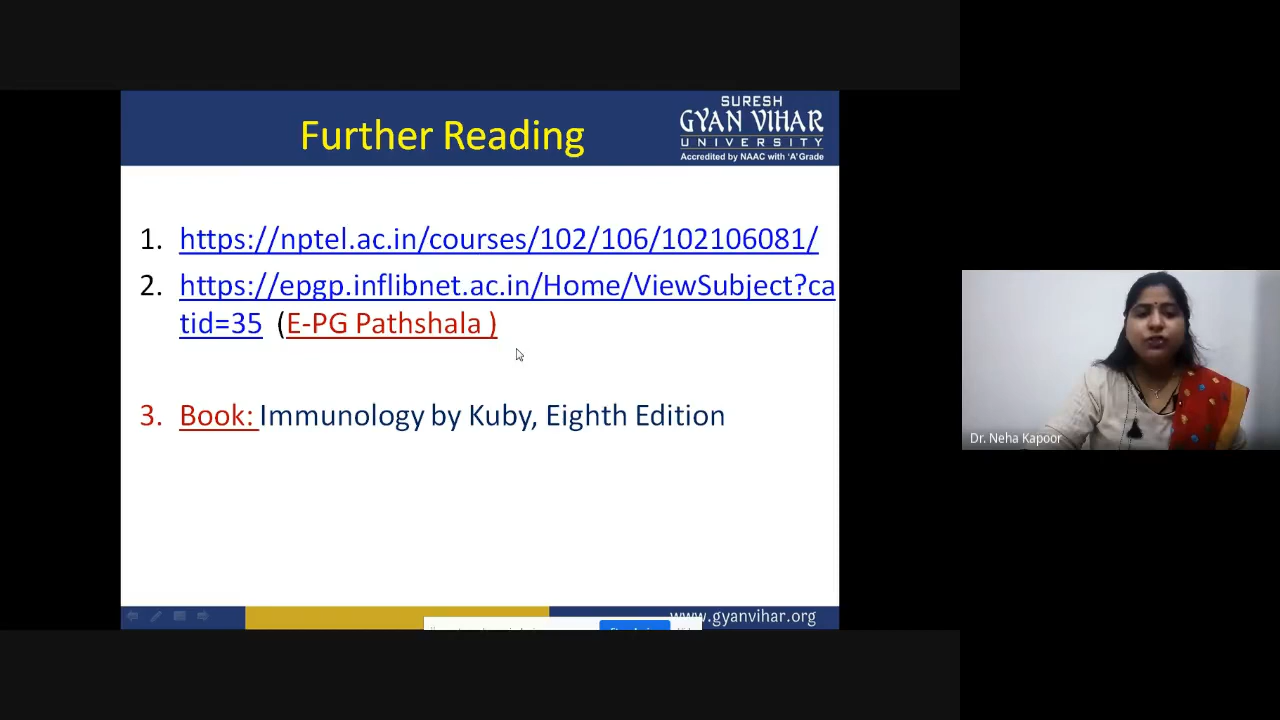 Further Reading
SURESH
GYAN VIHAR
UNIVERSITY
Accredited by NAAC with 'A' Grade
1. https://nptel.ac.in/courses/102/106/102106081/
2. https://epgp.inflibnet.ac.in/Home/ViewSubject?ca
tid=35 (E-PG Pathshala )
3. Book: Immunology by Kuby, Eighth Edition
Dr. Neha Kapoor
www.gyanvihar.org